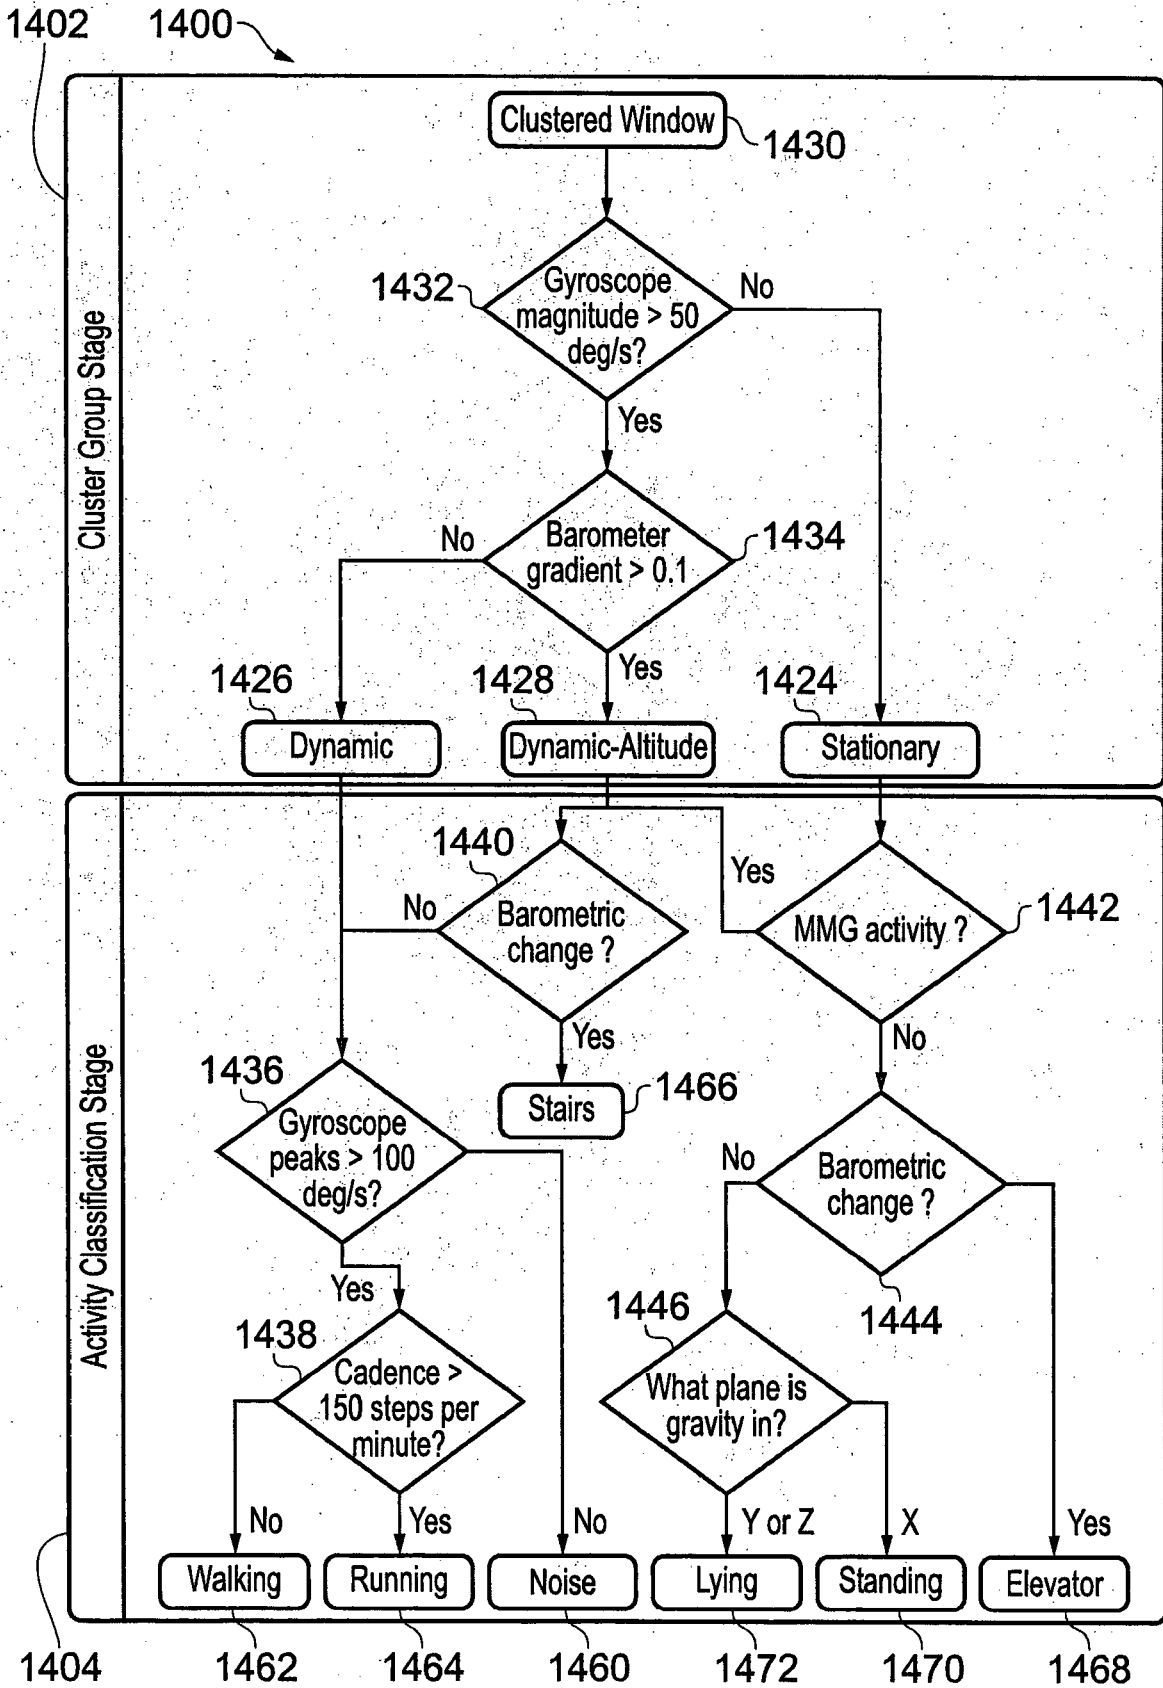 1402
1400
Clustered Window
1430
1432
Gyroscope
magnitude > 50
deg/s?
No
Yes
Cluster Group Stage
No
Barometer
gradient > 0.1
1434
Yes
1426
1428
1424
Dynamic
Dynamic-Altitude
Stationary
1440
Yes
1442
No
Barometric
change ?
MMG activity ?
Yes
No
Activity Classification Stage
1436
Stairs
1466
Gyroscope
peaks > 100
deg/s?
No
Barometric
change ?
Yes
1446
1444
1438
Cadence >
150 steps per
minute?
What plane is
gravity in?
No
Yes
No
Y or Z
X
Yes
Walking
Running
Noise
Lying
Standing
Elevator
1404
1462
1464
1460
1472
1470
1468